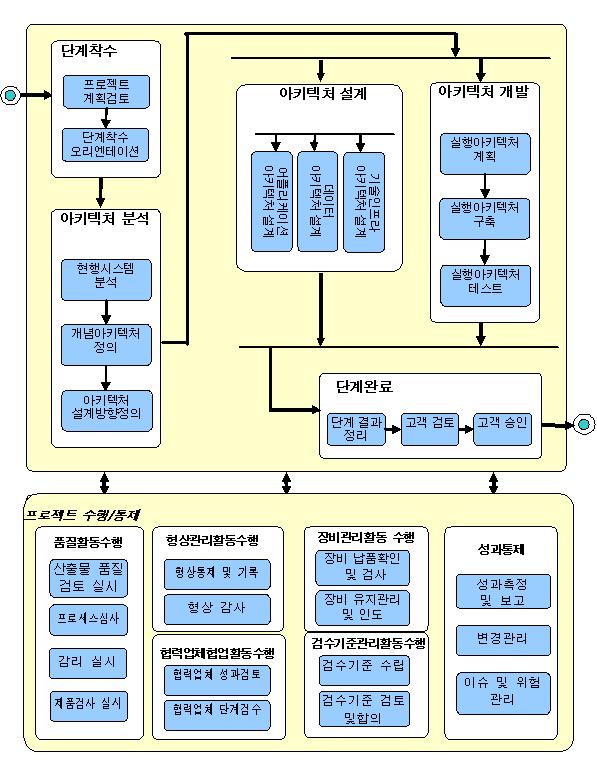 단계착수
프로젝트
계획검토
단계착수
오리엔테이션
아키텍처 분석
현행시스템
분석
개념아키텍처
정의
아키텍처
설계방향정의
아키텍처 설계
어플리케이션
아키텍처설계
데이터
아키텍처설계
기술인프라
아키텍처설계
아키텍처 개발
실행아키텍처
계획
실행아키텍처
구축
실행아키텍처
테스트
단계완료
단계 결과
정리
고객 검토
고객 승인
프로젝트 수행/통제
품질활동수행
산출물 품질
검토 실시
프로세스심사
감리 실시
제품검사 실시
형상관리활동수행
형상통제 및 기록
형상 감사
협력업체협업활동수행
협력업체 성과검토
협력업체 단계검수
장비관리활동 수행
장비 납품확인
및 검사
장비 유지관리
및 인도
검수기준관리활동수행
검수기준 수립
검수기준 검토
및합의
성과통제
성과측정
및 보고
변경관리
이슈 및 위험
관리